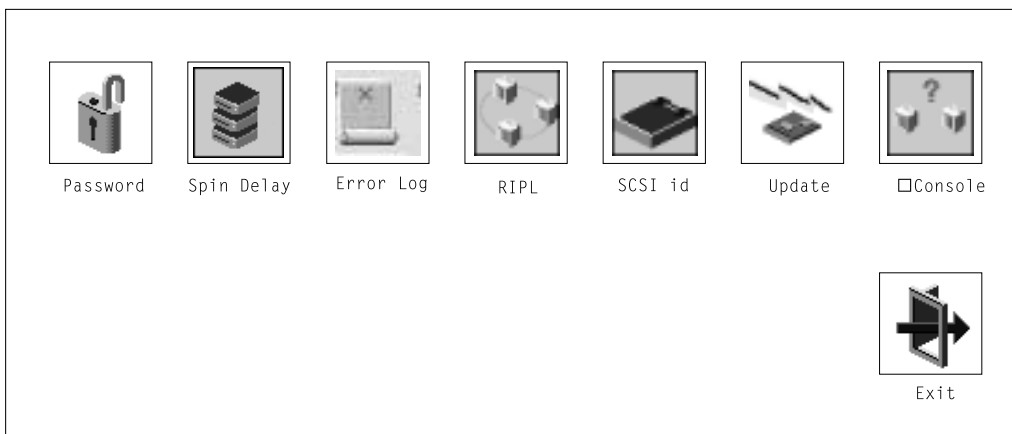 Password Spin Delay Error Log RIPL SCSI id Update □Console
?
Exit